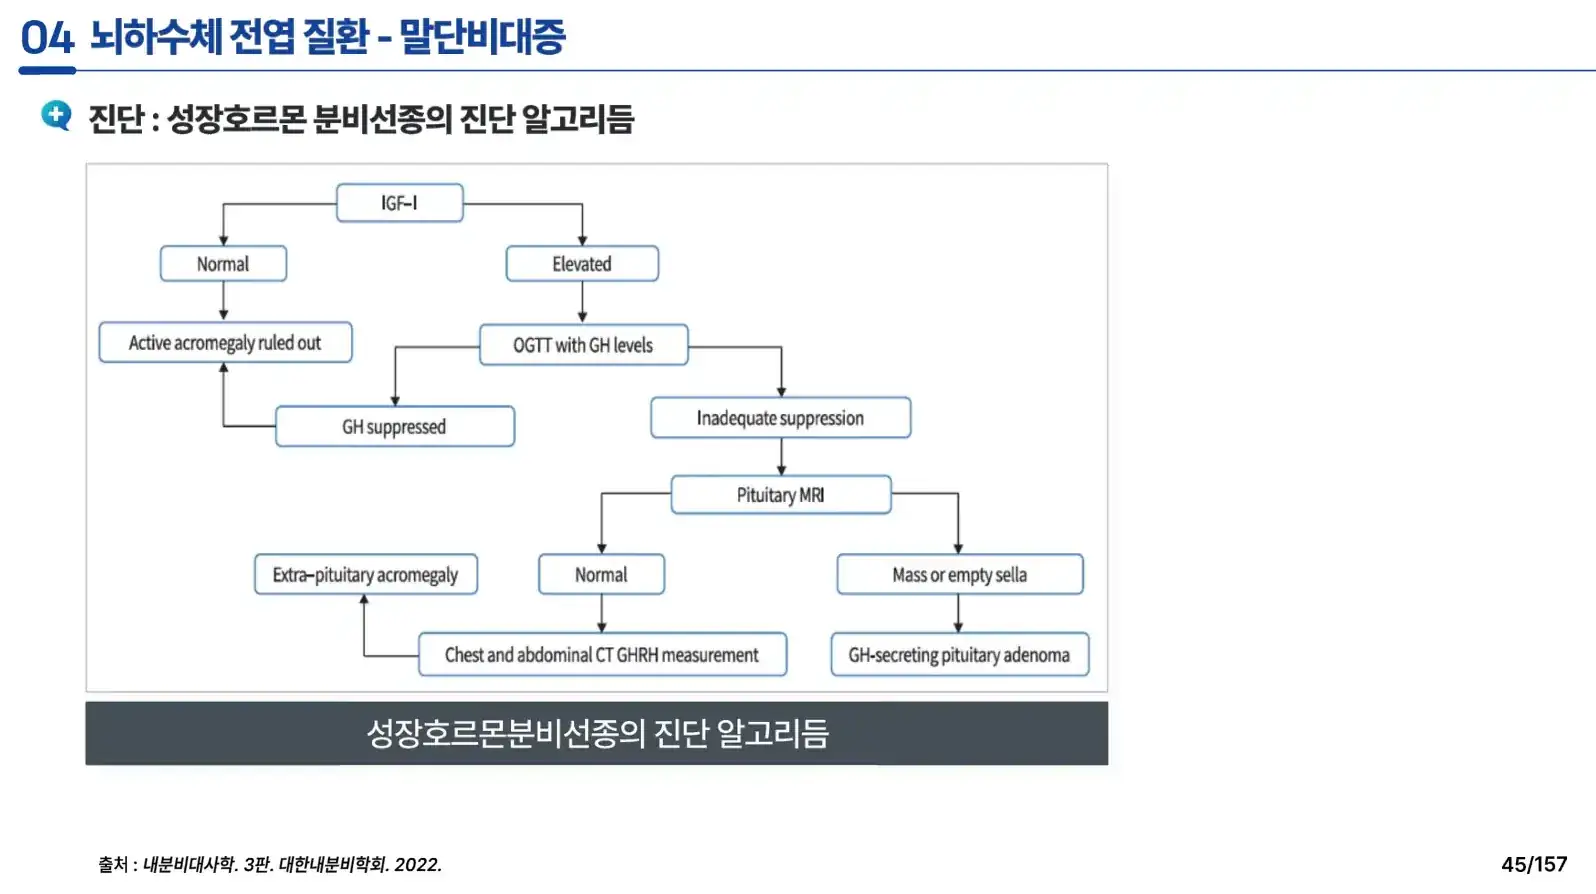 04 뇌하수체 전엽 질환 - 말단비대증
진단 : 성장호르몬 분비선종의 진단 알고리듬
IGF-I
Normal
Elevated
Active acromegaly ruled out
OGTT with GH levels
GH suppressed
Inadequate suppression
Pituitary MRI
Extra-pituitary acromegaly
Normal
Mass or empty sella
Chest and abdominal CT GHRH measurement
GH-secreting pituitary adenoma
성장호르몬분비선종의 진단 알고리듬
출처 : 내분비대사학. 3판. 대한내분비학회. 2022.
45/157